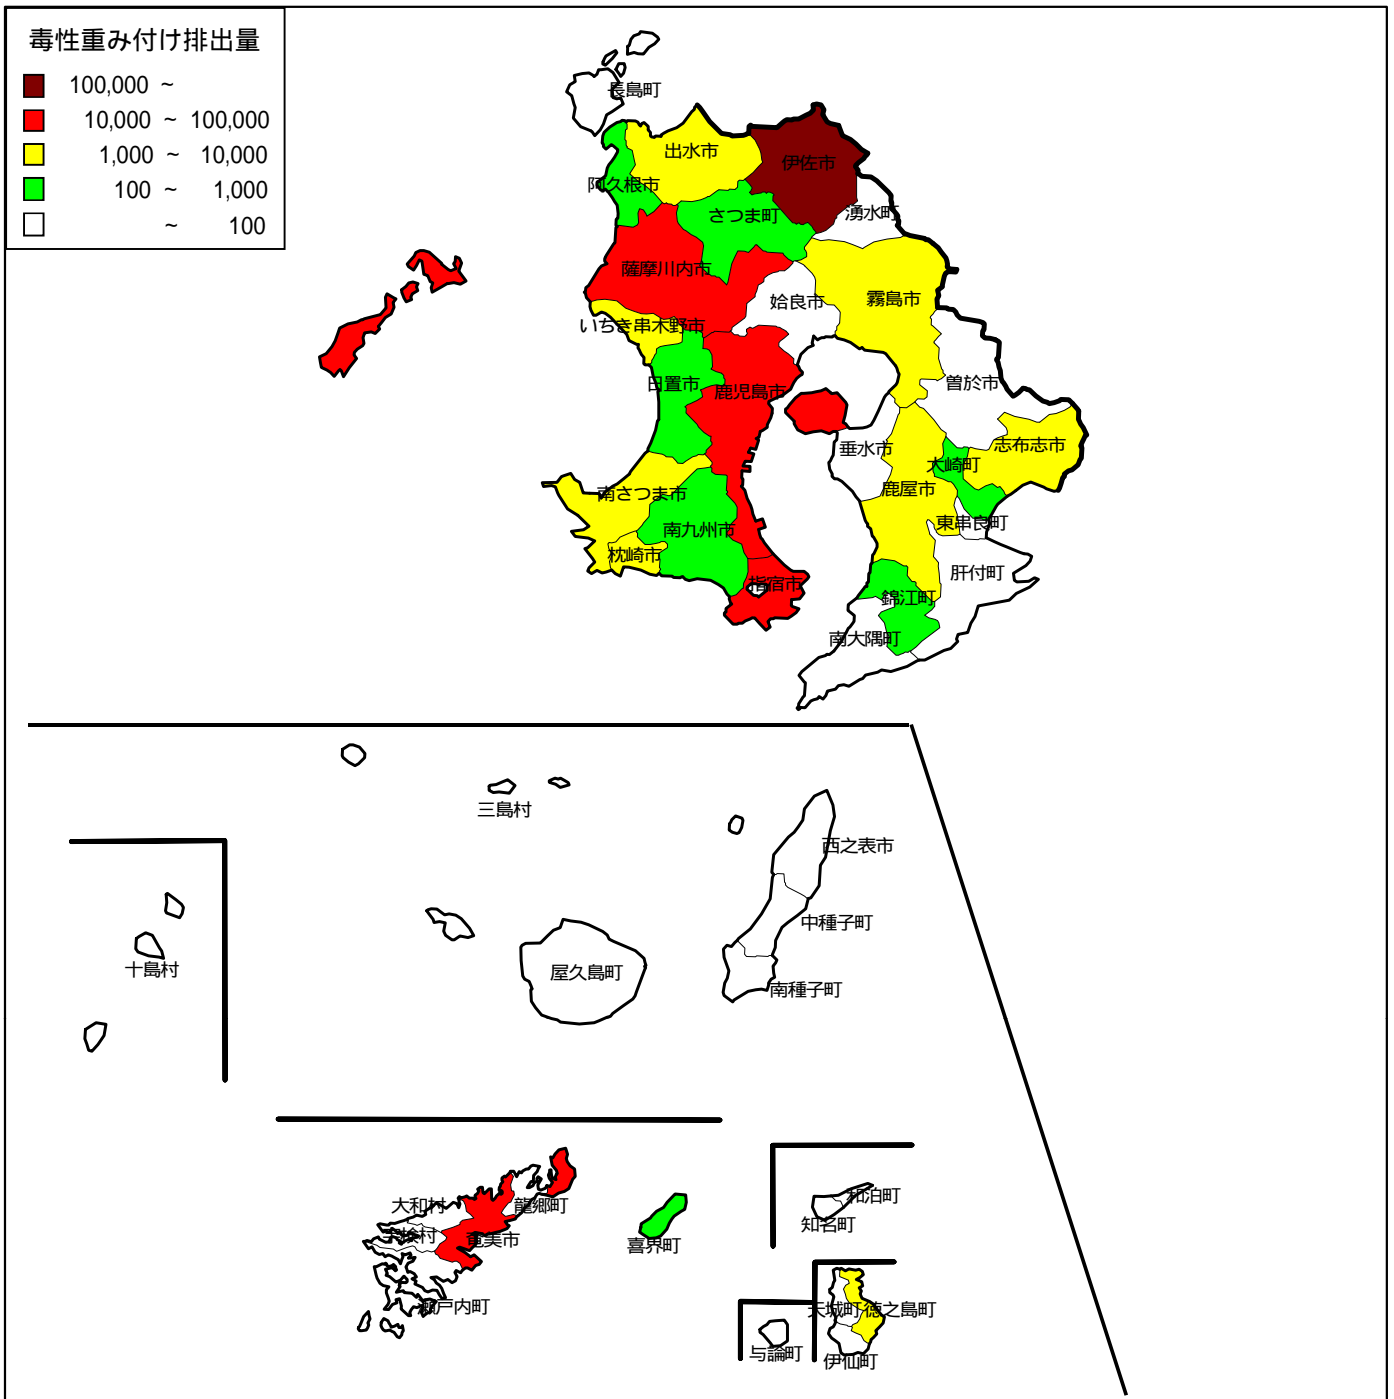 毒性重み付け排出量
100,000 ~
10,000 ~ 100,000
1,000 ~ 10,000
100 ~ 1,000
~ 100
長島町
出水市
伊佐市
阿久根市
さつま町
湧水町
薩摩川内市
姶良市
霧島市
いちき串木野市
日置市
鹿児島市
曽於市
垂水市
志布志市
大崎町
南さつま市
鹿屋市
南九州市
東串良町
枕崎市
肝付町
指宿市
錦江町
南大隅町
三島村
西之表市
中種子町
十島村
屋久島町
南種子町
大和村
龍郷町
和泊町
知名町
宇検村
奄美市
喜界町
瀬戸内町
天城町
徳之島町
与論町
伊仙町